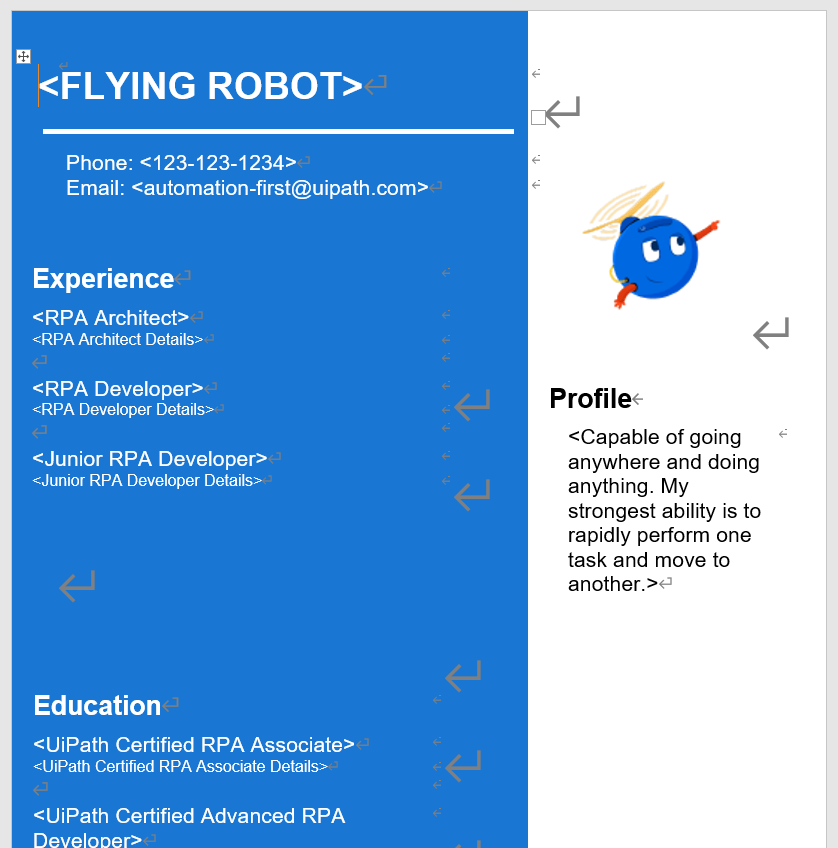 <FLYING ROBOT>
Phone: <123-123-1234>
Email: <automation-first@uipath.com>
Experience
<RPA Architect>
<RPA Architect Details>
<RPA Developer>
<RPA Developer Details>
<Junior RPA Developer>
<Junior RPA Developer Details>
Education
<UiPath Certified RPA Associate>
<UiPath Certified RPA Associate Details>
<UiPath Certified Advanced RPA
Developer>
Profile
<Capable of going
anywhere and doing
anything. My
strongest ability is to
rapidly perform one
task and move to
another.>